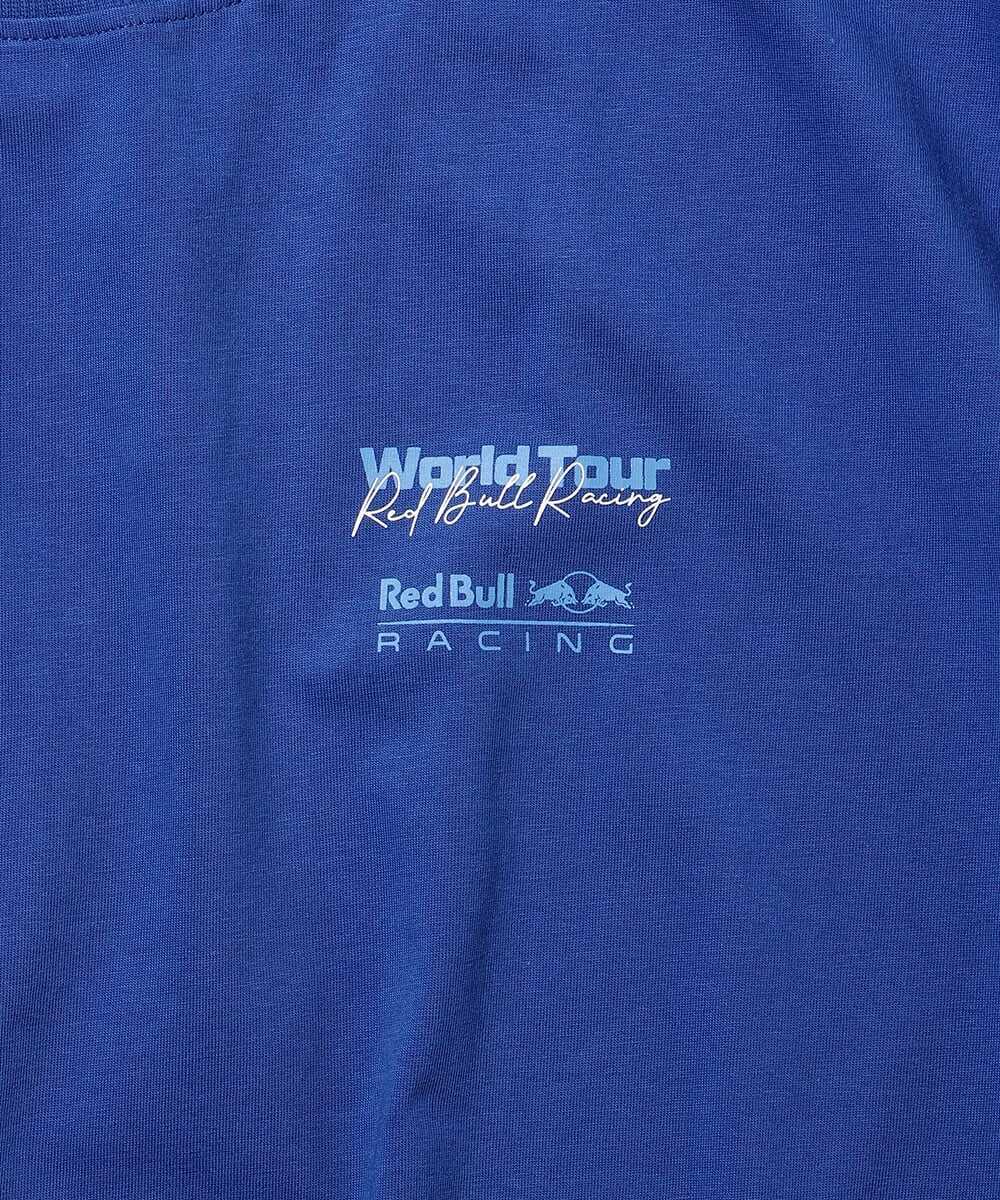 World Tour
Red Bull Racing
Red Bull
RACING